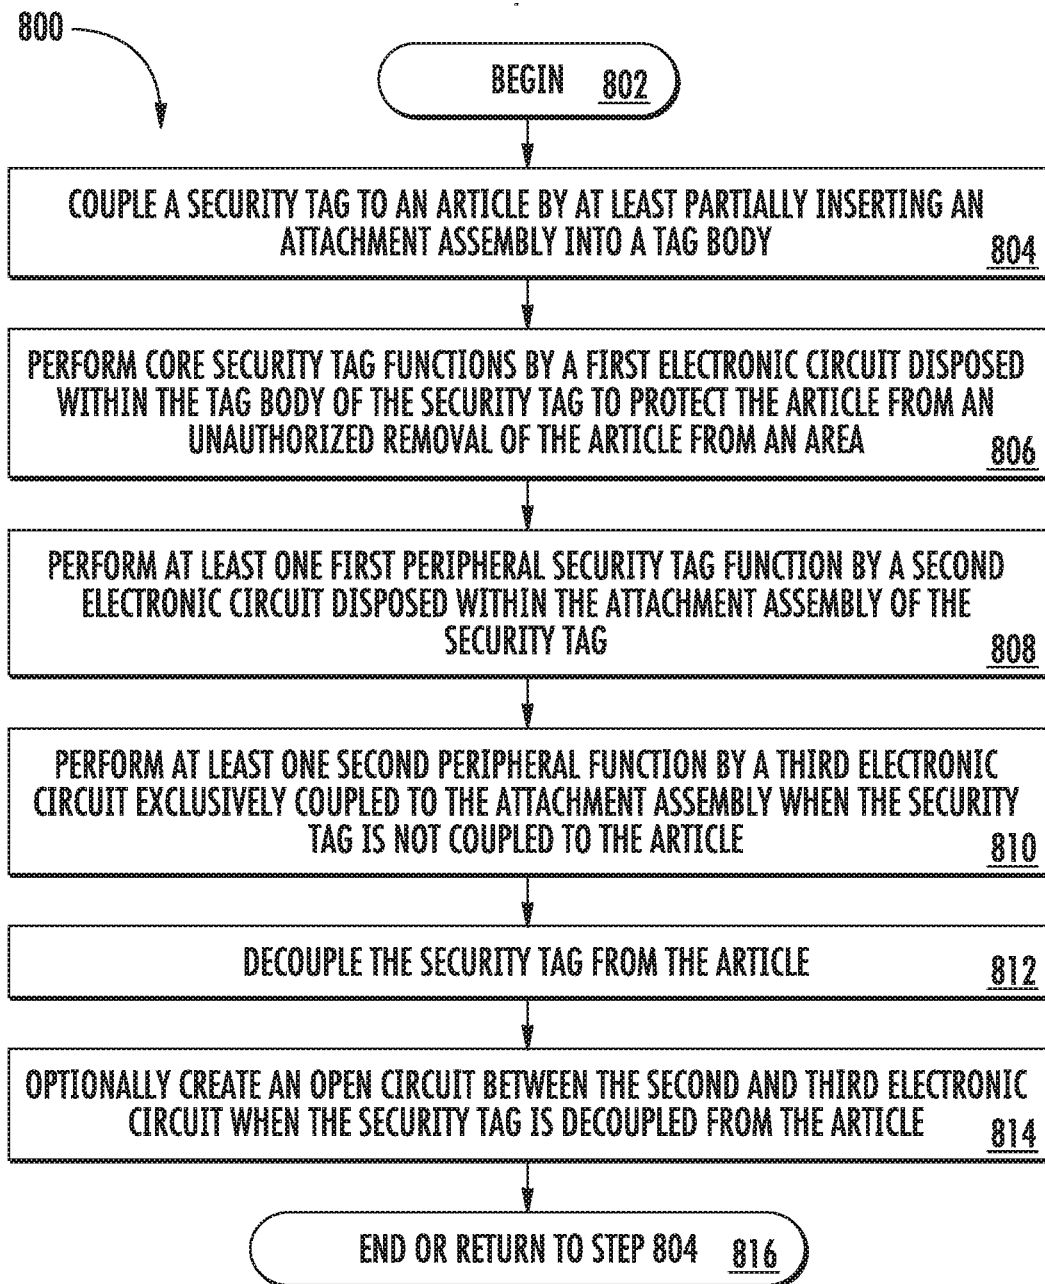 800
BEGIN 802
COUPLE A SECURITY TAG TO AN ARTICLE BY AT LEAST PARTIALLY INSERTING AN
ATTACHMENT ASSEMBLY INTO A TAG BODY
804
PERFORM CORE SECURITY TAG FUNCTIONS BY A FIRST ELECTRONIC CIRCUIT DISPOSED
WITHIN THE TAG BODY OF THE SECURITY TAG TO PROTECT THE ARTICLE FROM AN
UNAUTHORIZED REMOVAL OF THE ARTICLE FROM AN AREA
806
PERFORM AT LEAST ONE FIRST PERIPHERAL SECURITY TAG FUNCTION BY A SECOND
ELECTRONIC CIRCUIT DISPOSED WITHIN THE ATTACHMENT ASSEMBLY OF THE
SECURITY TAG
808
PERFORM AT LEAST ONE SECOND PERIPHERAL FUNCTION BY A THIRD ELECTRONIC
CIRCUIT EXCLUSIVELY COUPLED TO THE ATTACHMENT ASSEMBLY WHEN THE SECURITY
TAG IS NOT COUPLED TO THE ARTICLE
810
DECOUPLE THE SECURITY TAG FROM THE ARTICLE
812
OPTIONALLY CREATE AN OPEN CIRCUIT BETWEEN THE SECOND AND THIRD ELECTRONIC
CIRCUIT WHEN THE SECURITY TAG IS DECOUPLED FROM THE ARTICLE
814
END OR RETURN TO STEP 804 816